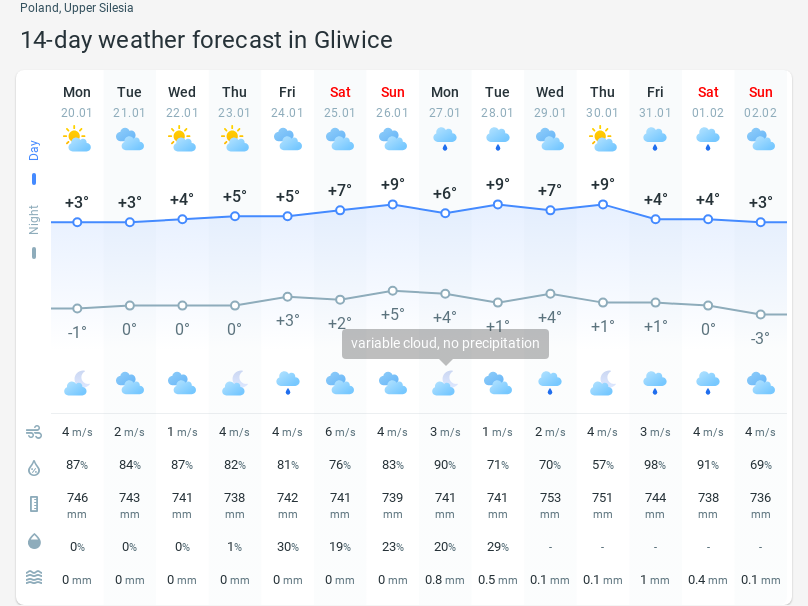 Poland, Upper Silesia
14-day weather forecast in Gliwice
Mon Tue Wed Thu Fri Sat Sun Mon Tue Wed Thu Fri Sat Sun
20.01 21.01 22.01 23.01 24.01 25.01 26.01 27.01 28.01 29.01 30.01 31.01 01.02 02.02
Day
+3° +3° +4° +5° +5° +7° +9° +6° +9° +7° +9° +4° +4° +3°
Night
-1° 0° 0° 0° +3° +2° +5° +4° +1° +4° +1° +1° 0° -3°
variable cloud, no precipitation
4 m/s 2 m/s 1 m/s 4 m/s 4 m/s 6 m/s 4 m/s 3 m/s 1 m/s 2 m/s 4 m/s 3 m/s 4 m/s 4 m/s
87% 84% 87% 82% 81% 76% 83% 90% 71% 70% 57% 98% 91% 69%
746 743 741 738 742 741 739 741 741 753 751 744 738 736
mm mm mm mm mm mm mm mm mm mm mm mm mm mm
0% 0% 0% 1% 30% 19% 23% 20% 29% - - - - -
0 mm 0 mm 0 mm 0 mm 0 mm 0 mm 0 mm 0.8 mm 0.5 mm 0.1 mm 0.1 mm 1 mm 0.4 mm 0.1 mm